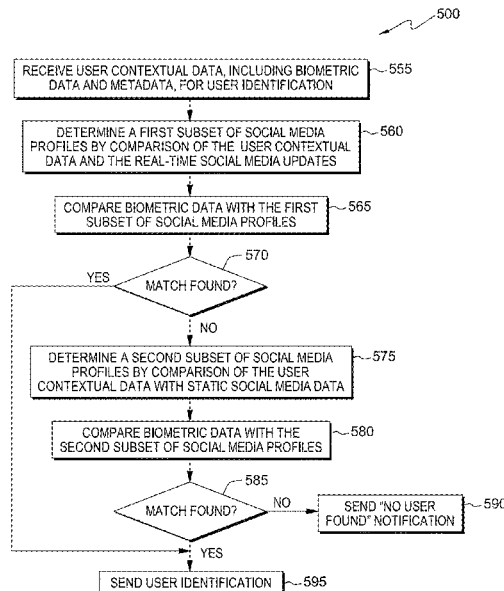 500
RECEIVE USER CONTEXTUAL DATA, INCLUDING BIOMETRIC
DATA AND METADATA, FOR USER IDENTIFICATION
555
DETERMINE A FIRST SUBSET OF SOCIAL MEDIA
PROFILES BY COMPARISON OF THE USER CONTEXTUAL
DATA AND THE REAL-TIME SOCIAL MEDIA UPDATES
560
COMPARE BIOMETRIC DATA WITH THE FIRST
SUBSET OF SOCIAL MEDIA PROFILES
565
570
YES
MATCH FOUND?
NO
DETERMINE A SECOND SUBSET OF SOCIAL MEDIA
PROFILES BY COMPARISON OF THE USER
CONTEXTUAL DATA WITH STATIC SOCIAL MEDIA DATA
575
COMPARE BIOMETRIC DATA WITH THE
SECOND SUBSET OF SOCIAL MEDIA PROFILES
580
585
MATCH FOUND?
NO
SEND "NO USER
FOUND" NOTIFICATION
590
YES
SEND USER IDENTIFICATION
595